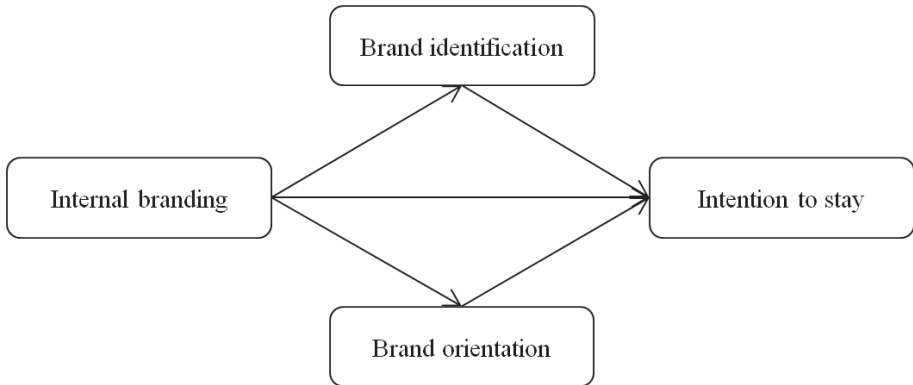 Brand identification
Internal branding
Intention to stay
Brand orientation